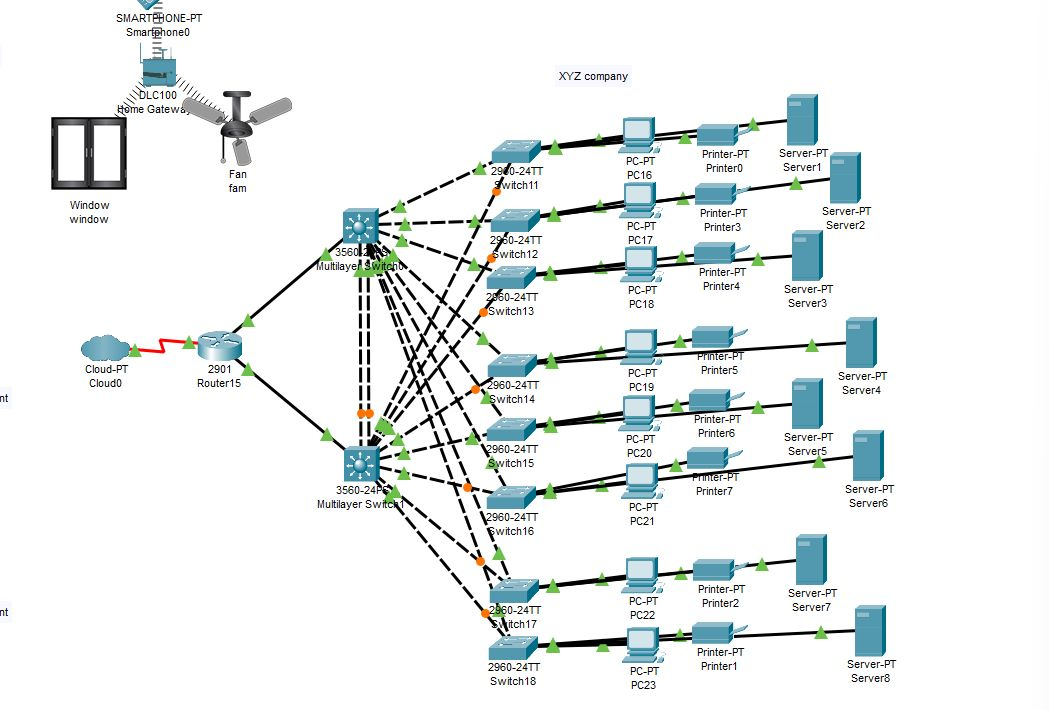 SMARTPHONE-PT
Smartphone0
DLC100
Home Gateway
Fan
fam
Window
window
XYZ company
3560-24PS
Multilayer Switch0
Cloud-PT
Cloud0
2901
Router15
3560-24PS
Multilayer Switch1
2960-24TT
Switch11
PC-PT
PC16
Printer-PT
Printer0
Server-PT
Server1
2960-24TT
Switch12
PC-PT
PC17
Printer-PT
Printer3
Server-PT
Server2
2960-24TT
Switch13
PC-PT
PC18
Printer-PT
Printer4
Server-PT
Server3
2960-24TT
Switch14
PC-PT
PC19
Printer-PT
Printer5
Server-PT
Server4
2960-24TT
Switch15
PC-PT
PC20
Printer-PT
Printer6
Server-PT
Server5
2960-24TT
Switch16
PC-PT
PC21
Printer-PT
Printer7
Server-PT
Server6
2960-24TT
Switch17
PC-PT
PC22
Printer-PT
Printer2
Server-PT
Server7
2960-24TT
Switch18
PC-PT
PC23
Printer-PT
Printer1
Server-PT
Server8
nt
nt